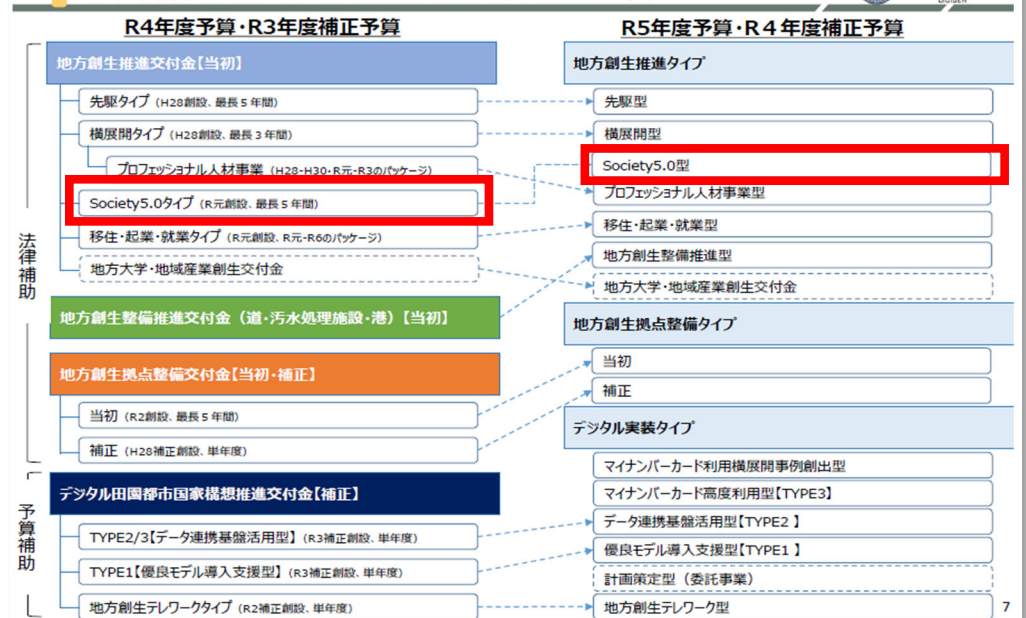 R4年度予算・R3年度補正予算
R5年度予算・R4年度補正予算
法律補助
地方創生推進交付金【当初】
先駆タイプ（H28創設、最長5年間）
横展開タイプ（H28創設、最長3年間）
プロフェッショナル人材事業（H28-H30・R元-R3のパッケージ）
Society5.0タイプ（R元創設、最長5年間）
移住・起業・就業タイプ（R元創設、R元-R6のパッケージ）
地方大学・地域産業創生交付金
地方創生整備推進交付金（道・汚水処理施設・港）【当初】
地方創生拠点整備交付金【当初・補正】
当初（R2創設、最長5年間）
補正（H28補正創設、単年度）
予算補助
デジタル田園都市国家構想推進交付金【補正】
TYPE2/3【データ連携基盤活用型】（R3補正創設、単年度）
TYPE1【優良モデル導入支援型】（R3補正創設、単年度）
地方創生テレワークタイプ（R2補正創設、単年度）
地方創生推進タイプ
先駆型
横展開型
Society5.0型
プロフェッショナル人材事業型
移住・起業・就業型
地方創生整備推進型
地方大学・地域産業創生交付金
地方創生拠点整備タイプ
当初
補正
デジタル実装タイプ
マイナンバーカード利用横展開事例創出型
マイナンバーカード高度利用型【TYPE3】
データ連携基盤活用型【TYPE2 】
優良モデル導入支援型【TYPE1 】
計画策定型（委託事業）
地方創生テレワーク型
7